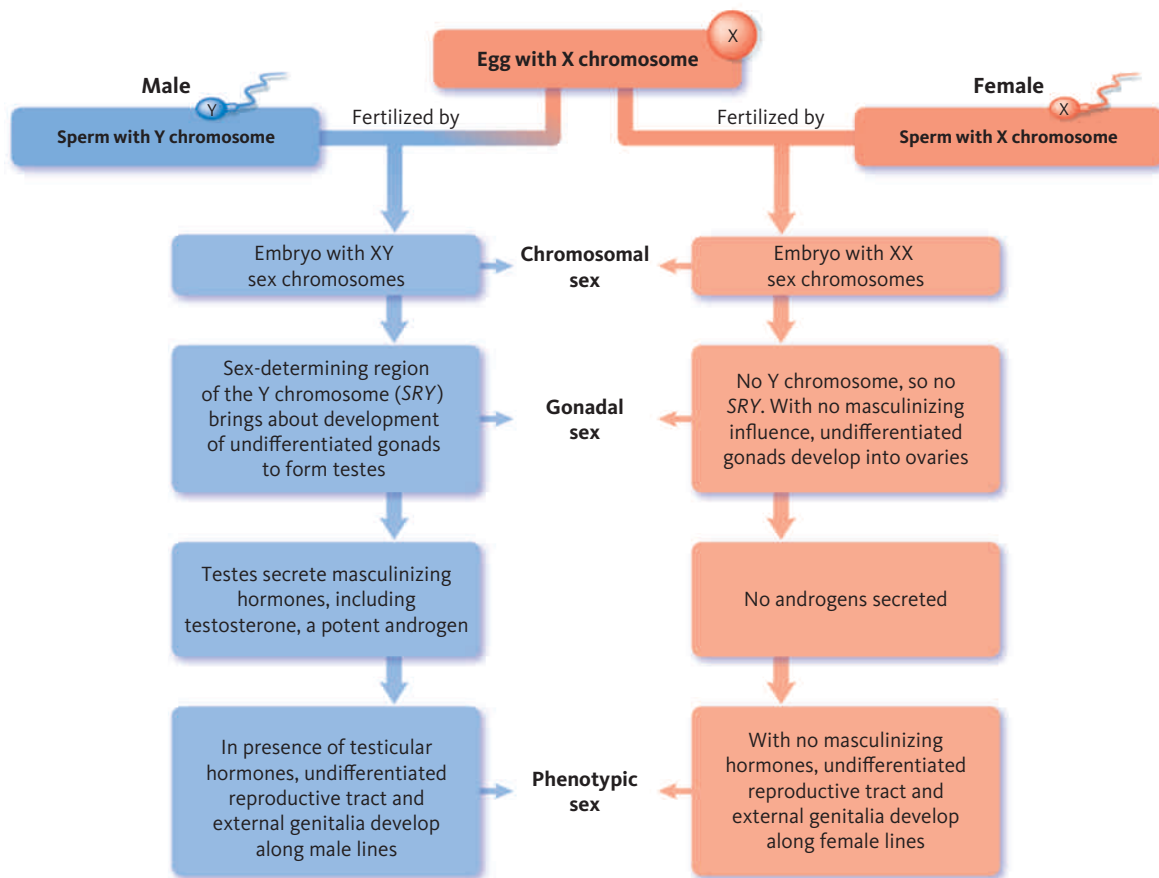 X
Egg with X chromosome
Male
Y
Sperm with Y chromosome
Fertilized by
Fertilized by
Female
X
Sperm with X chromosome
Embryo with XY
sex chromosomes
Chromosomal
sex
Embryo with XX
sex chromosomes
Sex-determining region
of the Y chromosome (SRY)
brings about development
of undifferentiated gonads
to form testes
Gonadal
sex
No Y chromosome, so no
SRY. With no masculinizing
influence, undifferentiated
gonads develop into ovaries
Testes secrete masculinizing
hormones, including
testosterone, a potent androgen
No androgens secreted
In presence of testicular
hormones, undifferentiated
reproductive tract and
external genitalia develop
along male lines
Phenotypic
sex
With no masculinizing
hormones, undifferentiated
reproductive tract and
external genitalia develop
along female lines